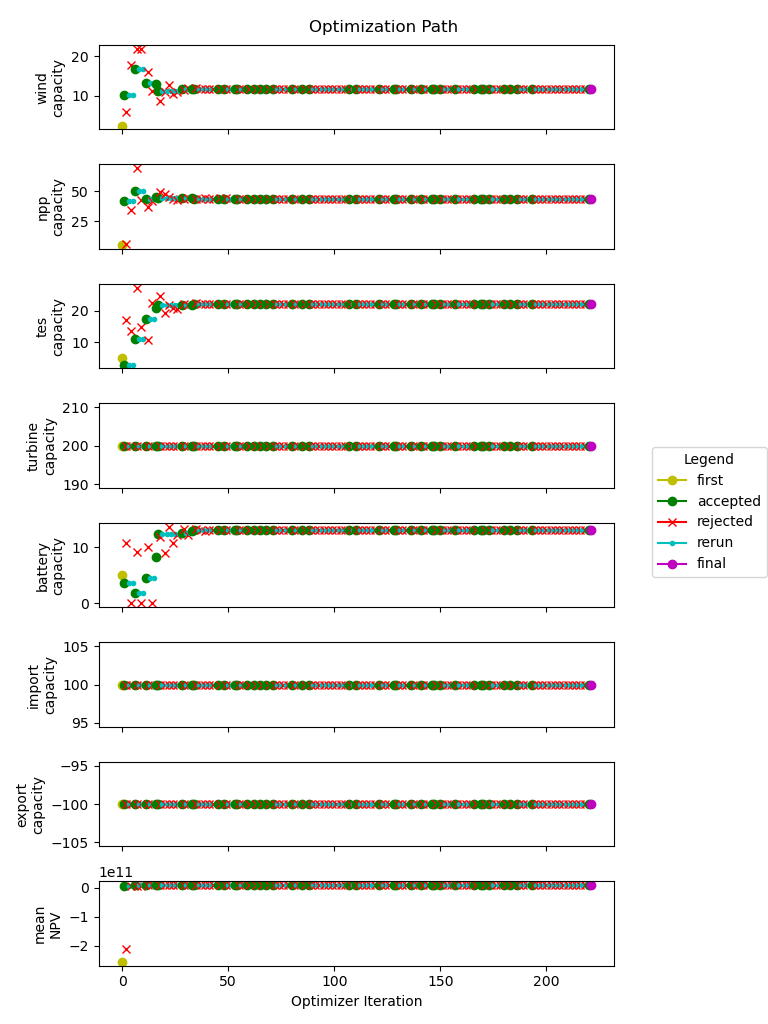 Optimization Path
20
10
wind
capacity
50
25
npp
capacity
20
10
tes
capacity
210
200
190
turbine
capacity
10
0
battery
capacity
105
100
95
import
capacity
−95
−100
−105
export
capacity
1e11
0
−1
−2
mean
NPV
0 50 100 150 200
Optimizer Iteration
Legend
first
accepted
rejected
rerun
final